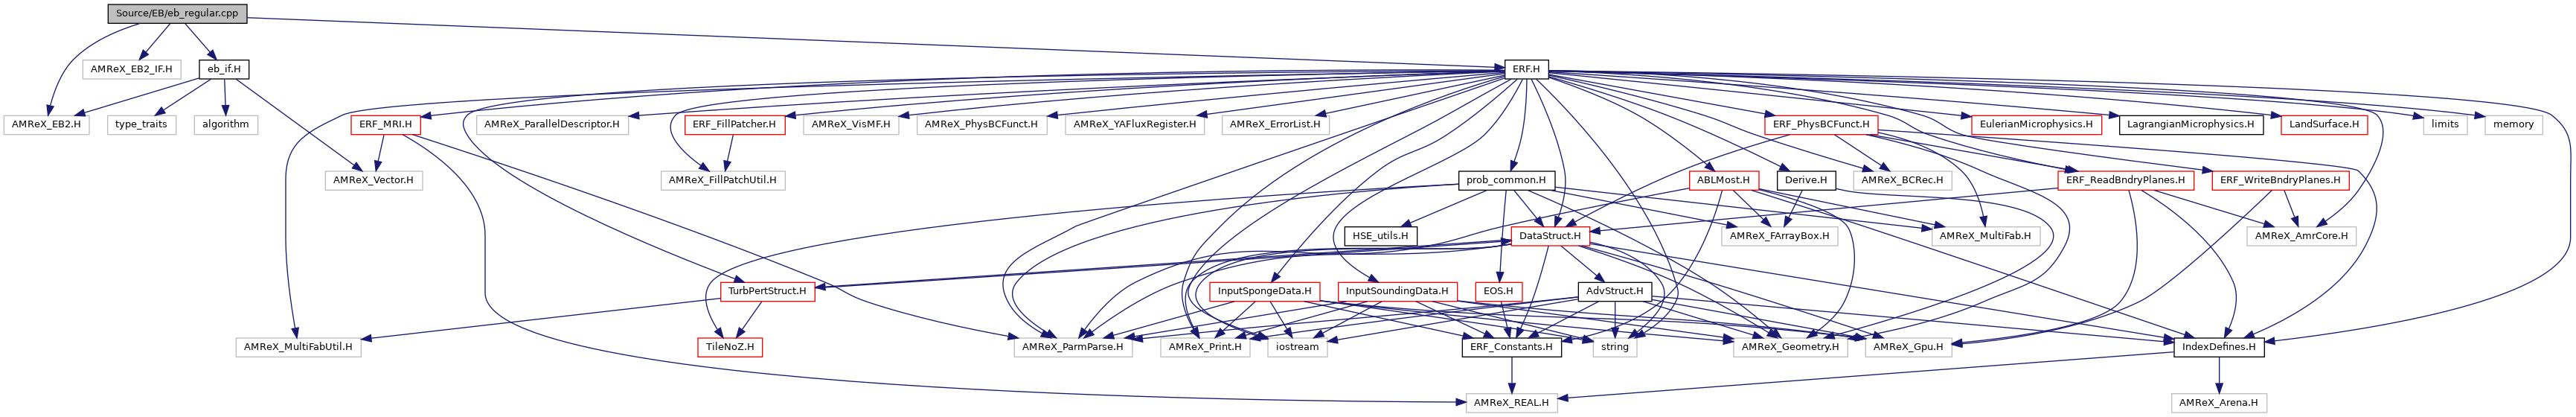 Source/EB/eb_regular.cpp
AMReX_EB2_IF.H
eb_if.H
ERF.H
AMReX_EB2.H
type_traits
algorithm
ERF_MRI.H
AMReX_ParallelDescriptor.H
ERF_FillPatcher.H
AMReX_VisMF.H
AMReX_PhysBCFunct.H
AMReX_YAFluxRegister.H
AMReX_ErrorList.H
ERF_PhysBCFunct.H
EulerianMicrophysics.H
LagrangianMicrophysics.H
LandSurface.H
limits
memory
AMReX_Vector.H
AMReX_FillPatchUtil.H
prob_common.H
ABLMost.H
Derive.H
AMReX_BCRec.H
ERF_ReadBndryPlanes.H
ERF_WriteBndryPlanes.H
HSE_utils.H
DataStruct.H
AMReX_FArrayBox.H
AMReX_MultiFab.H
AMReX_AmrCore.H
TurbPertStruct.H
InputSpongeData.H
InputSoundingData.H
EOS.H
AdvStruct.H
AMReX_MultiFabUtil.H
TileNoZ.H
AMReX_ParmParse.H
AMReX_Print.H
iostream
ERF_Constants.H
string
AMReX_Geometry.H
AMReX_Gpu.H
IndexDefines.H
AMReX_REAL.H
AMReX_Arena.H